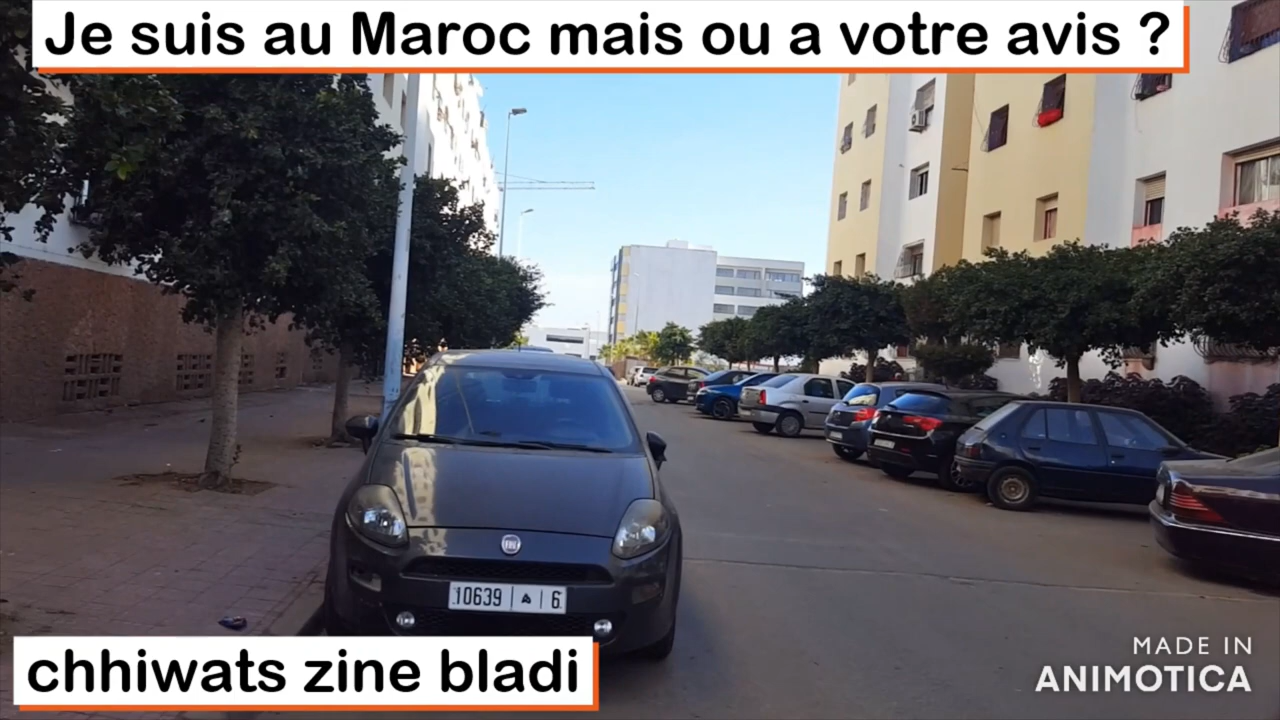 Je suis au Maroc mais ou a votre avis ?
10639 | ه | 6
chhiwats zine bladi
MADE IN
ANIMOTICA